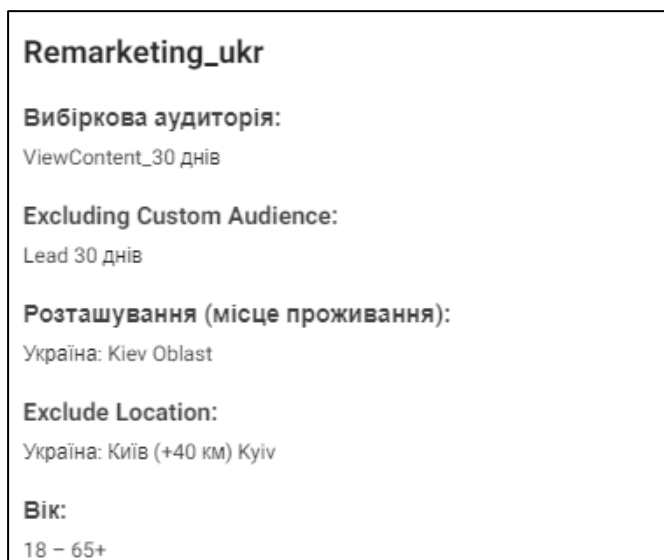 Remarketing_ukr
Вибіркова аудиторія:
ViewContent_30 днів
Excluding Custom Audience:
Lead 30 днів
Розташування (місце проживання):
Україна: Kiev Oblast
Exclude Location:
Україна: Київ (+40 км) Kyiv
Вік:
18 – 65+